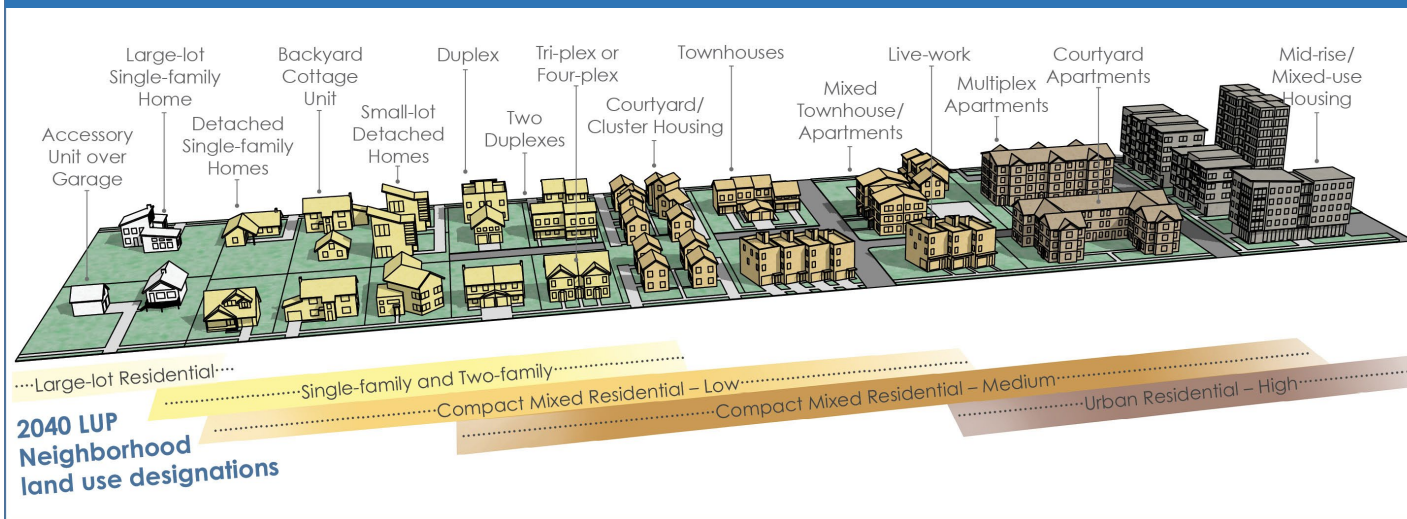 Accessory
Unit over
Garage
Large-lot
Single-family
Home
Detached
Single-family
Homes
Backyard
Cottage
Unit
Small-lot
Detached
Homes
Duplex
Two
Duplexes
Tri-plex or
Four-plex
Courtyard/
Cluster Housing
Townhouses
Mixed
Townhouse/
Apartments
Live-work
Multiplex
Apartments
Courtyard
Apartments
Mid-rise/
Mixed-use
Housing
Large-lot Residential
Single-family and Two-family
Compact Mixed Residential – Low
Compact Mixed Residential – Medium
Urban Residential – High
2040 LUP
Neighborhood
land use designations